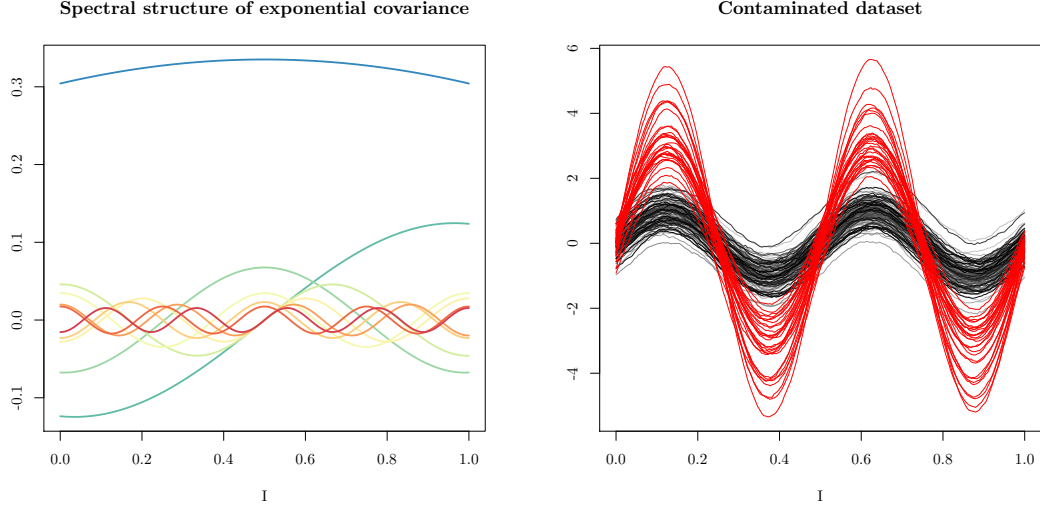 Spectral structure of exponential covariance
0.3
0.2
0.1
0.0
-0.1
0.0 0.2 0.4 0.6 0.8 1.0
I
Contaminated dataset
6
4
2
0
-2
-4
0.0 0.2 0.4 0.6 0.8 1.0
I